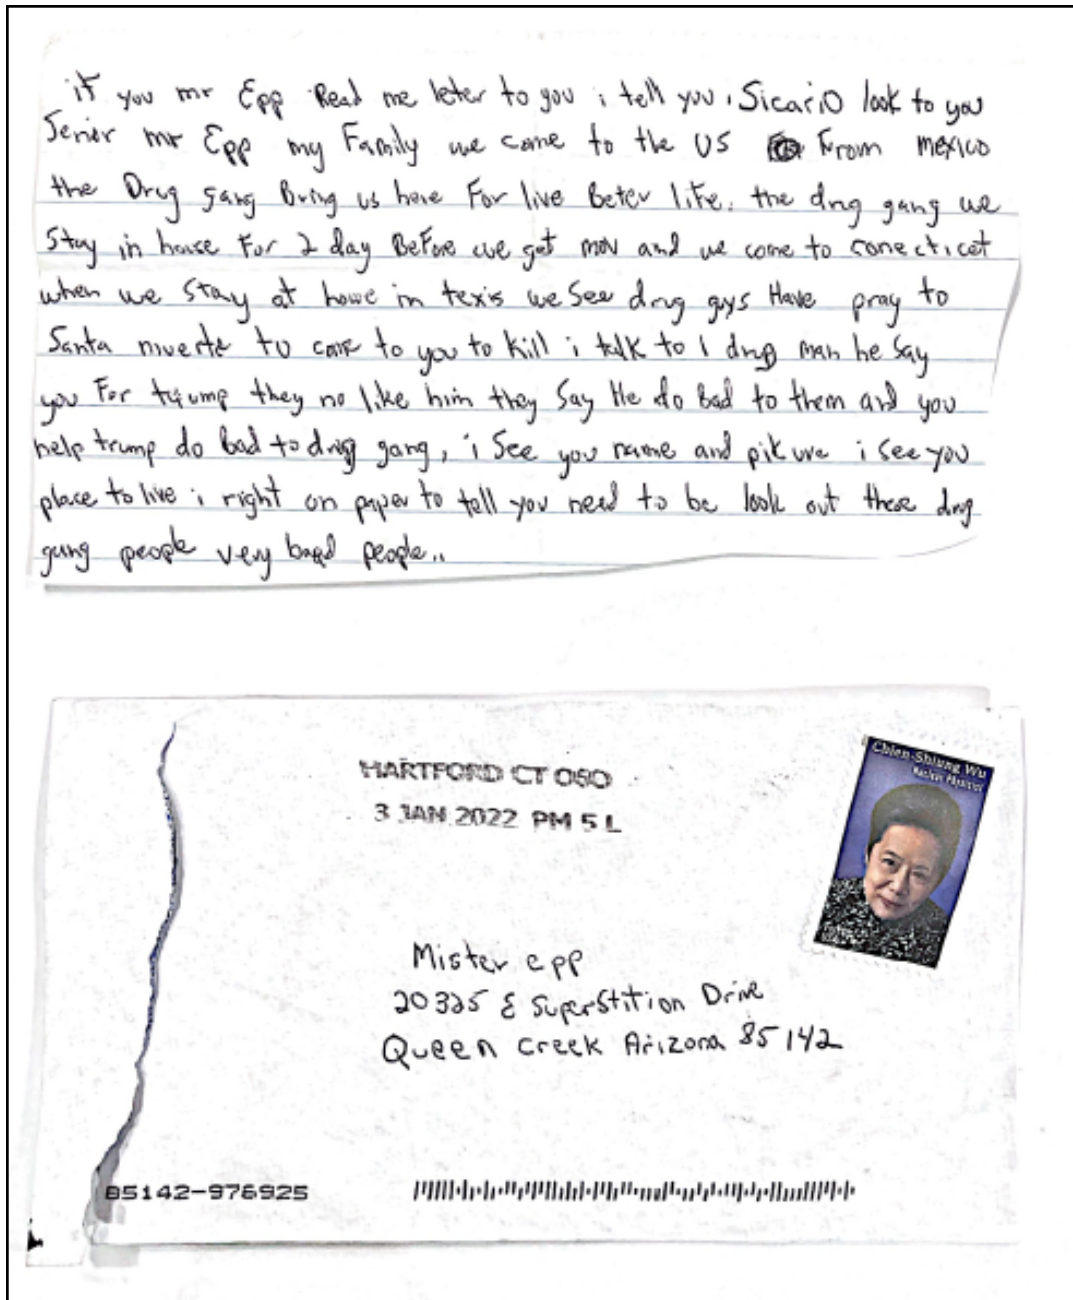 if you mr Epp Read me leter to you i tell you i Sicario look to you
Senior mr Epp my Family we come to the US From mexico
the Drug gang Bring us here For live Beter life. the drug gang we
Stay in house For 2 day Before we get mov and we come to conecticet
when we stay at howe in texis we see drug guys Have pray to
Santa muerte to come to you to kill i talk to 1 drug man he say
you For trump they no like him they say He do bad to them and you
help trump do bad to drug gang, i see you name and pikure i see you
place to live i right on paper to tell you need to be look out these drug
gang people very bad people..
HARTFORD CT 060
3 JAN 2022 PM 5 L
Chien-Shiung Wu
Nuclear Physicist
Mister epp
20325 E Superstition Drive
Queen Creek Arizona 85142
85142-976925